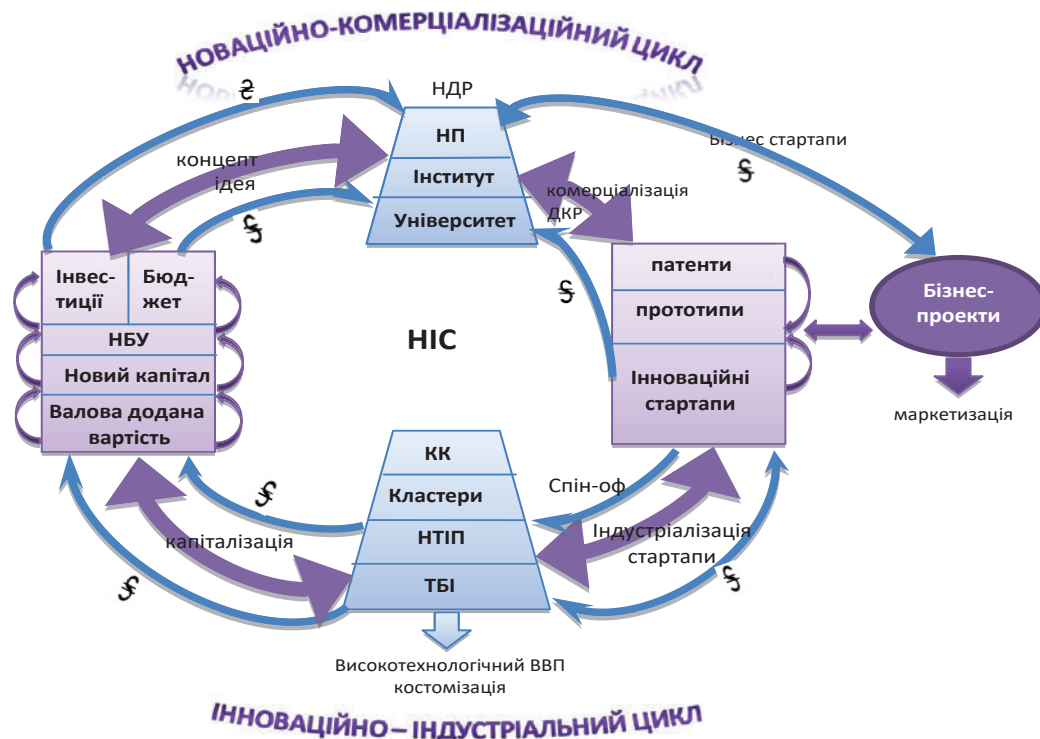 НОВАЦІЙНО-КОМЕРЦІАЛІЗАЦІЙНИЙ ЦИКЛ
₴
НДР
НП
Інститут
Університет
концепт
ідея
Бізнес стартапи
комерціалізація
ДКР
Інвес-
тиції
Бюд-
жет
НБУ
Новий капітал
Валова додана
вартість
НІС
патенти
прототипи
Інноваційні
стартапи
Бізнес-
проекти
маркетизація
КК
Кластери
НТІП
ТБІ
Спін-оф
Індустріалізація
стартапи
капіталізація
Високотехнологічний ВВП
костомізація
ІННОВАЦІЙНО – ІНДУСТРІАЛЬНИЙ ЦИКЛ